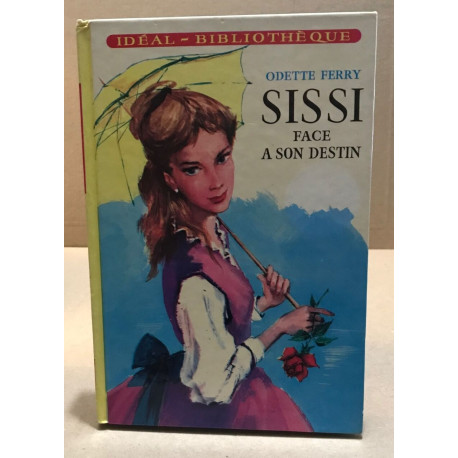 IDÉAL - BIBLIOTHÈQUE
ODETTE FERRY
SISSI
FACE
A SON DESTIN